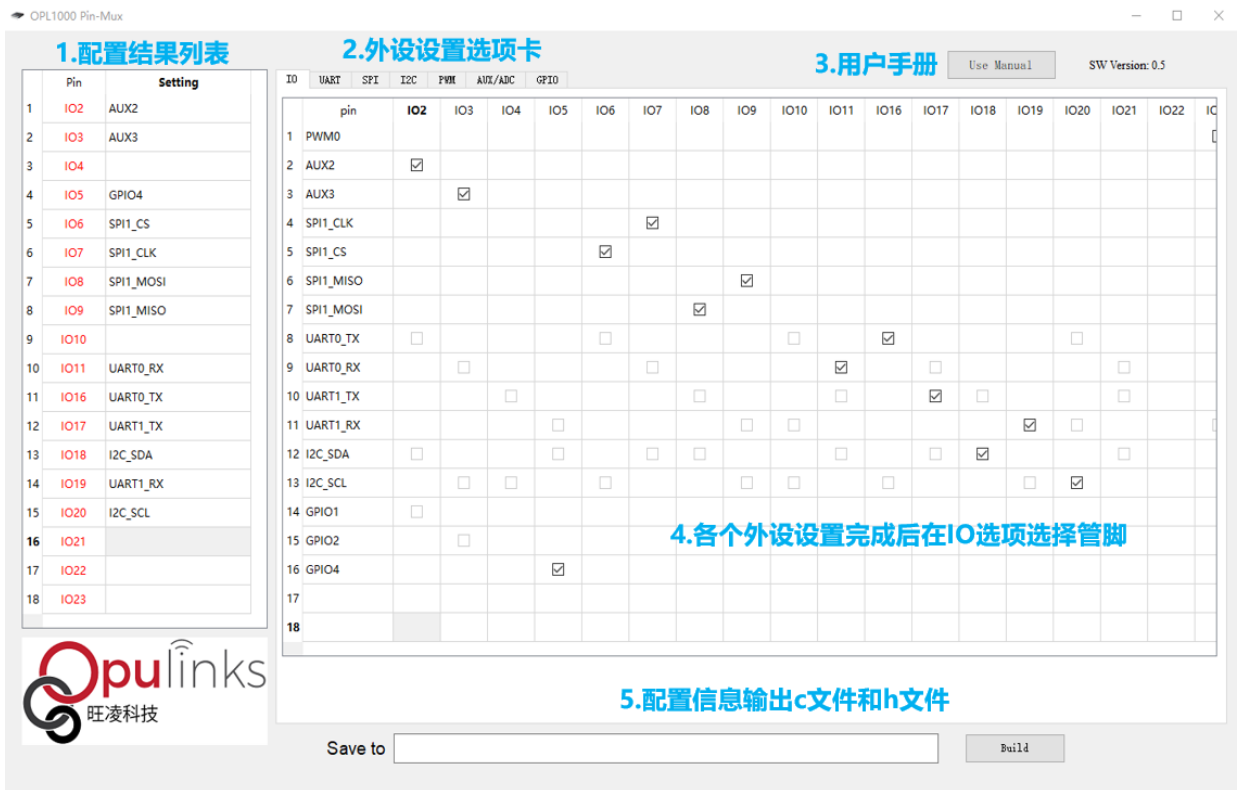 OPL1000 Pin-Mux
1.配置结果列表
2.外设设置选项卡
3.用户手册
Use Manual
SW Version: 0.5
Pin Setting
1 IO2 AUX2
2 IO3 AUX3
3 IO4
4 IO5 GPIO4
5 IO6 SPI1_CS
6 IO7 SPI1_CLK
7 IO8 SPI1_MOSI
8 IO9 SPI1_MISO
9 IO10
10 IO11 UART0_RX
11 IO16 UART0_TX
12 IO17 UART1_TX
13 IO18 I2C_SDA
14 IO19 UART1_RX
15 IO20 I2C_SCL
16 IO21
17 IO22
18 IO23
IO UART SPI I2C PWM AUX/ADC GPIO
pin IO2 IO3 IO4 IO5 IO6 IO7 IO8 IO9 IO10 IO11 IO16 IO17 IO18 IO19 IO20 IO21 IO22
1 PWM0
2 AUX2
3 AUX3
4 SPI1_CLK
5 SPI1_CS
6 SPI1_MISO
7 SPI1_MOSI
8 UART0_TX
9 UART0_RX
10 UART1_TX
11 UART1_RX
12 I2C_SDA
13 I2C_SCL
14 GPIO1
15 GPIO2
16 GPIO4
17
18
4.各个外设设置完成后在IO选项选择管脚
Opulinks
旺凌科技
5.配置信息输出c文件和h文件
Save to
Build